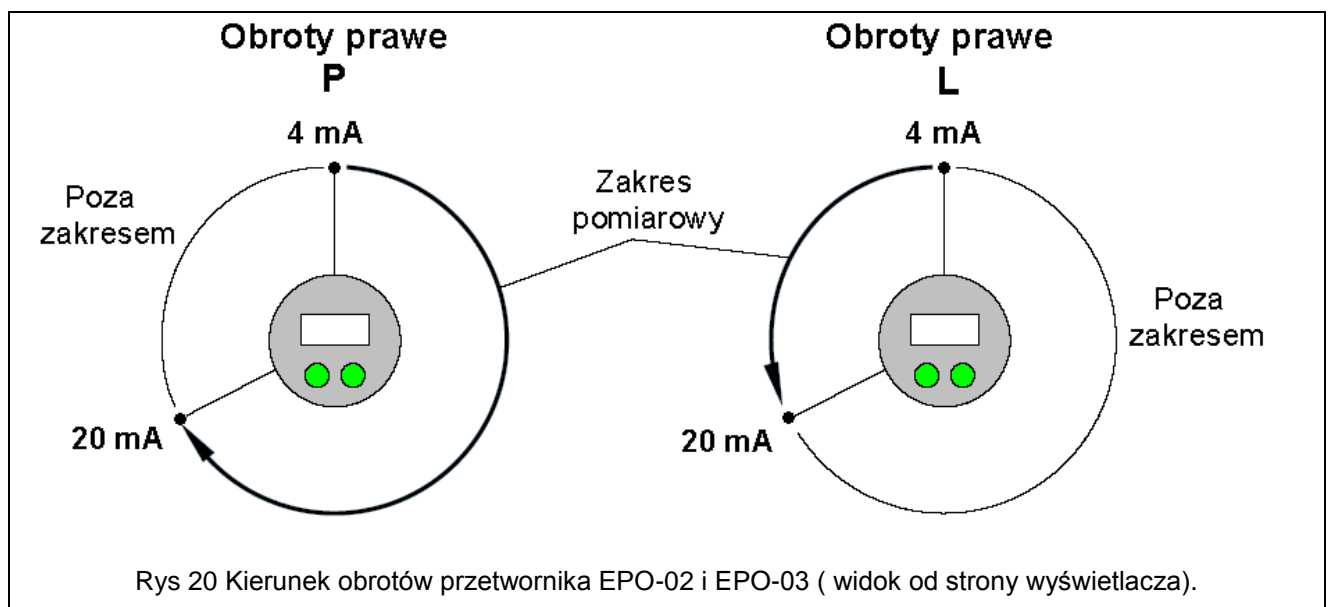 Obroty prawe
P
4 mA
Poza
zakresem
20 mA
Zakres
pomiarowy
Obroty prawe
L
4 mA
Poza
zakresem
20 mA
Rys 20 Kierunek obrotów przetwornika EPO-02 i EPO-03 ( widok od strony wyświetlacza).